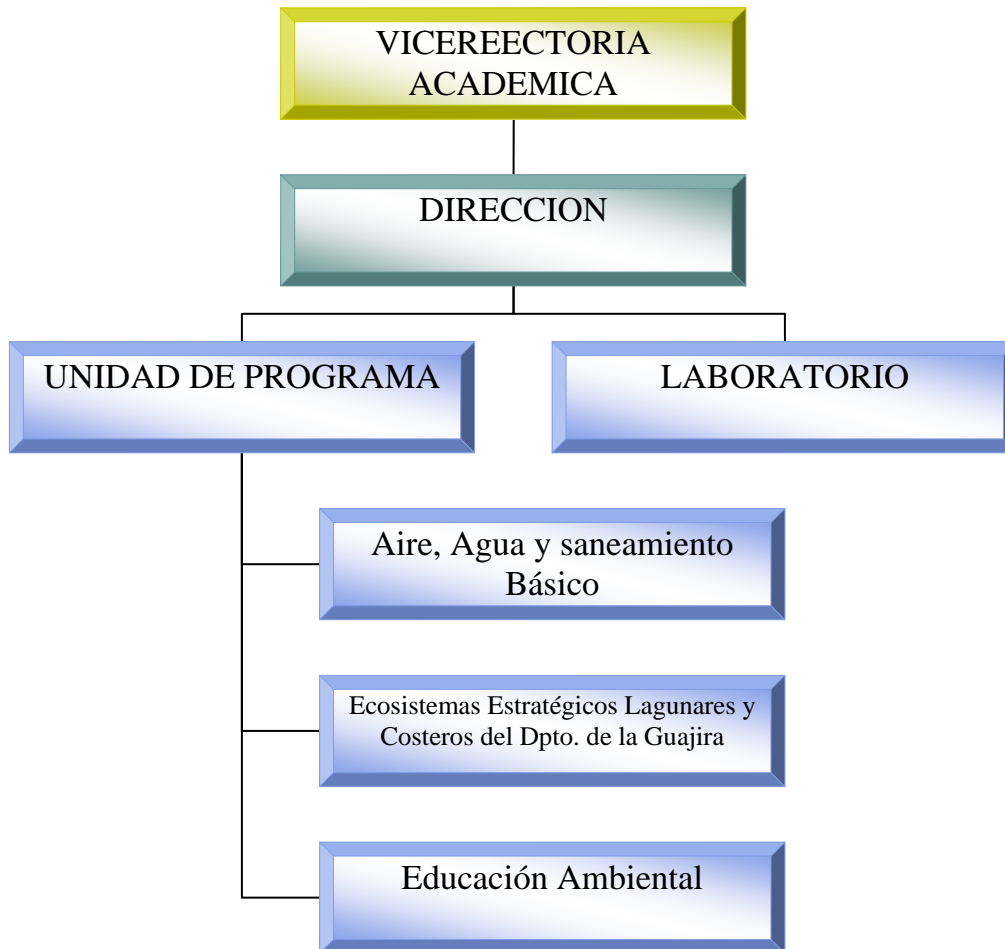 VICEREECTORIA
ACADEMICA
DIRECCION
UNIDAD DE PROGRAMA
LABORATORIO
Aire, Agua y saneamiento
Básico
Ecosistemas Estratégicos Lagunares y
Costeros del Dpto. de la Guajira
Educación Ambiental